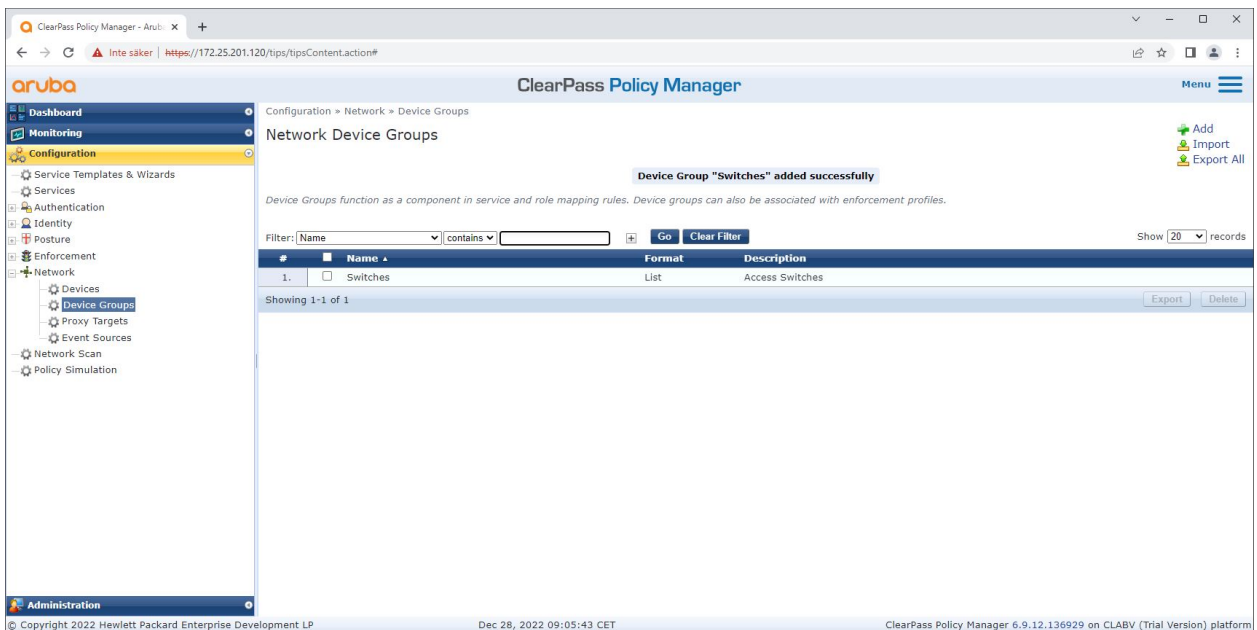 ClearPass Policy Manager - Arub
Inte säker | https://172.25.201.120/tips/tipsContent.action#
aruba
ClearPass Policy Manager
Menu
Dashboard
Monitoring
Configuration
Service Templates & Wizards
Services
Authentication
Identity
Posture
Enforcement
Network
Devices
Device Groups
Proxy Targets
Event Sources
Network Scan
Policy Simulation
Administration
Configuration » Network » Device Groups
Network Device Groups
Add
Import
Export All
Device Group "Switches" added successfully
Device Groups function as a component in service and role mapping rules. Device groups can also be associated with enforcement profiles.
Filter: Name contains Go Clear Filter Show 20 records
# Name Format Description
1. Switches List Access Switches
Showing 1-1 of 1 Export Delete
© Copyright 2022 Hewlett Packard Enterprise Development LP Dec 28, 2022 09:05:43 CET ClearPass Policy Manager 6.9.12.136929 on CLABV (Trial Version) platform